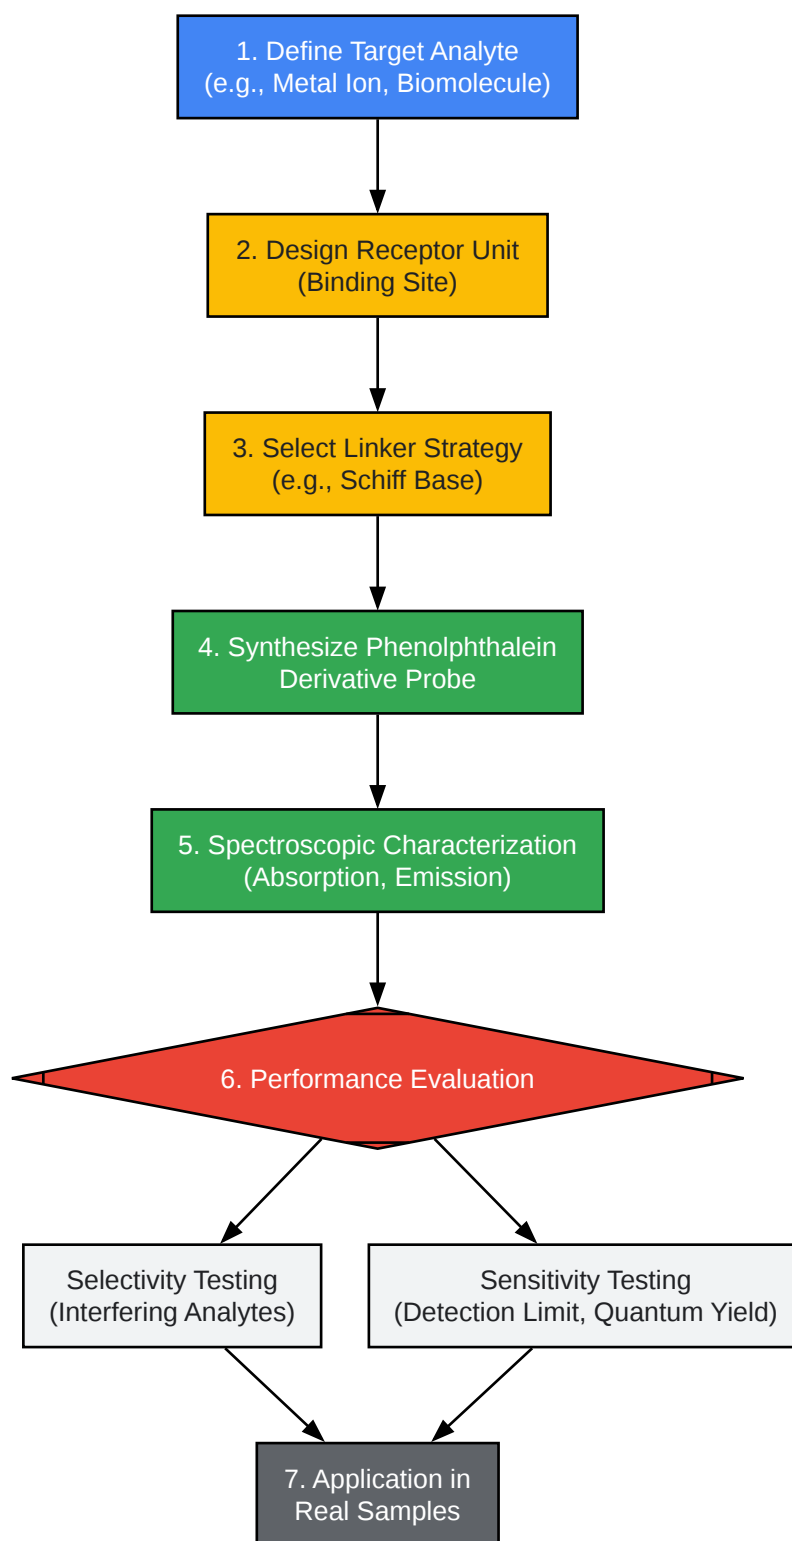 1. Define Target Analyte
(e.g., Metal Ion, Biomolecule)
2. Design Receptor Unit
(Binding Site)
3. Select Linker Strategy
(e.g., Schiff Base)
4. Synthesize Phenolphthalein
Derivative Probe
5. Spectroscopic Characterization
(Absorption, Emission)
6. Performance Evaluation
Selectivity Testing
(Interfering Analytes)
Sensitivity Testing
(Detection Limit, Quantum Yield)
7. Application in
Real Samples